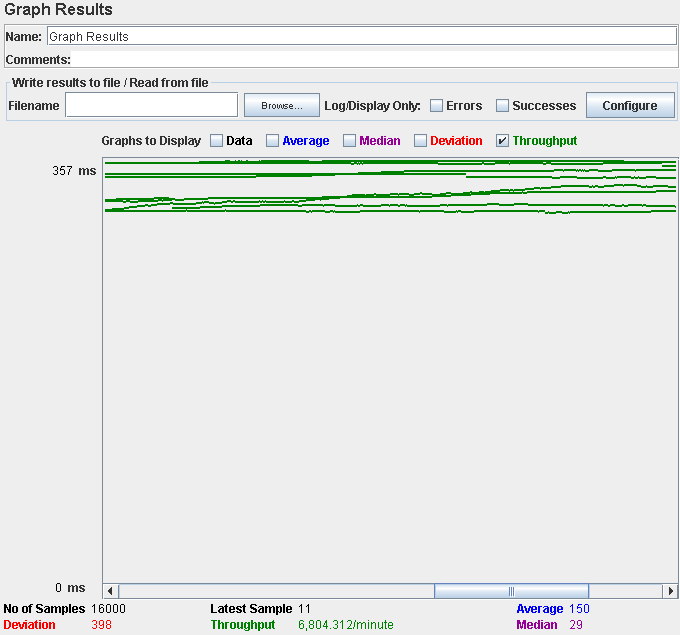 Graph Results
Name: Graph Results
Comments:
Write results to file / Read from file
Filename Browse... Log/Display Only: Errors Successes Configure
Graphs to Display Data Average Median Deviation Throughput
357 ms
0 ms
No of Samples 16000 Latest Sample 11 Average 150
Deviation 398 Throughput 6,804.312/minute Median 29